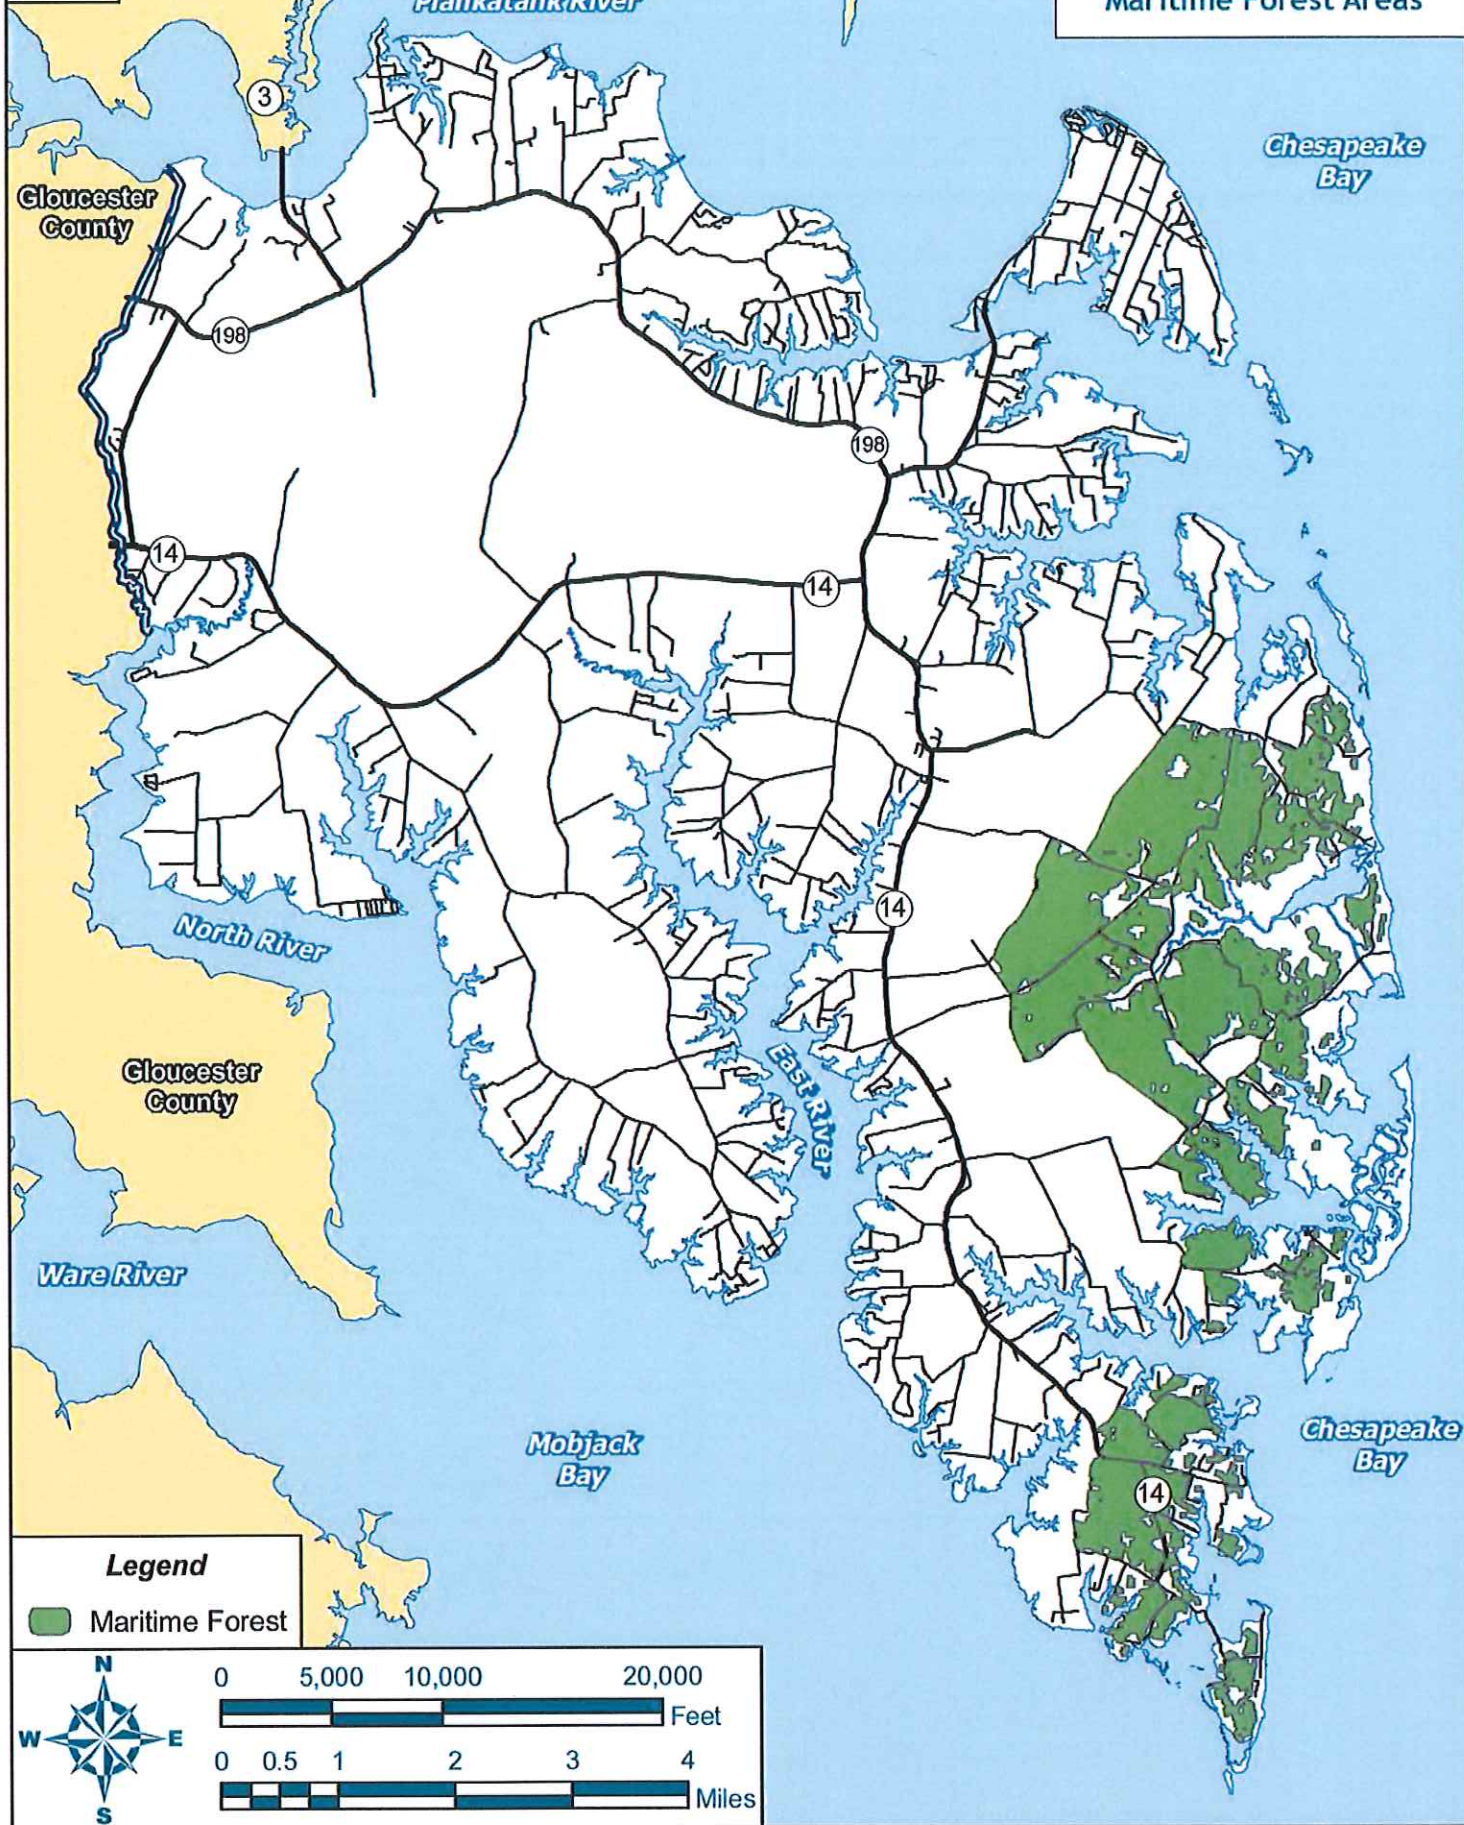 Piankatank River
Maritime Forest Areas
3
Chesapeake
Bay
Gloucester
County
198
198
14
14
14
North River
Gloucester
County
East River
Ware River
Mobjack
Bay
Chesapeake
Bay
14
Legend
Maritime Forest
N
W
E
S
0 5,000 10,000 20,000
Feet
0 0.5 1 2 3 4
Miles